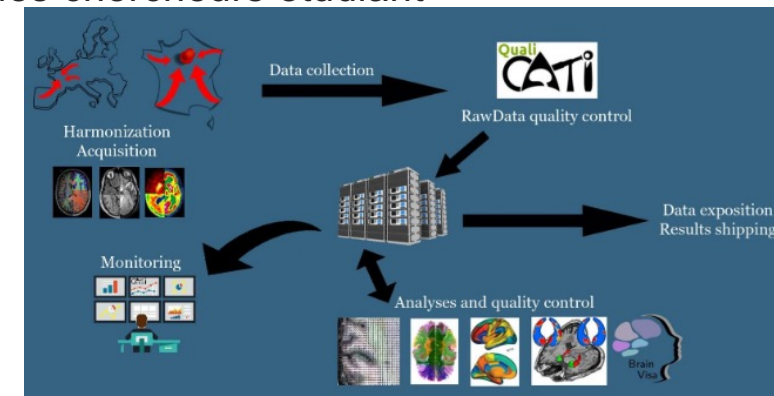 Data collection
Quali
CATi
RawData quality control
Harmonization
Acquisition
Data exposition
Results shipping
Monitoring
Analyses and quality control
Brain
Visa